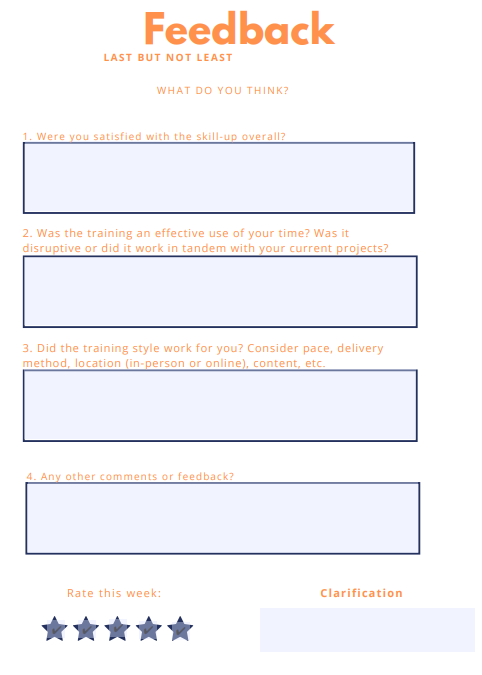 Feedback
LAST BUT NOT LEAST
WHAT DO YOU THINK?
1. Were you satisfied with the skill-up overall?
2. Was the training an effective use of your time? Was it
disruptive or did it work in tandem with your current projects?
3. Did the training style work for you? Consider pace, delivery
method, location (in-person or online), content, etc.
4. Any other comments or feedback?
Rate this week:
Clarification